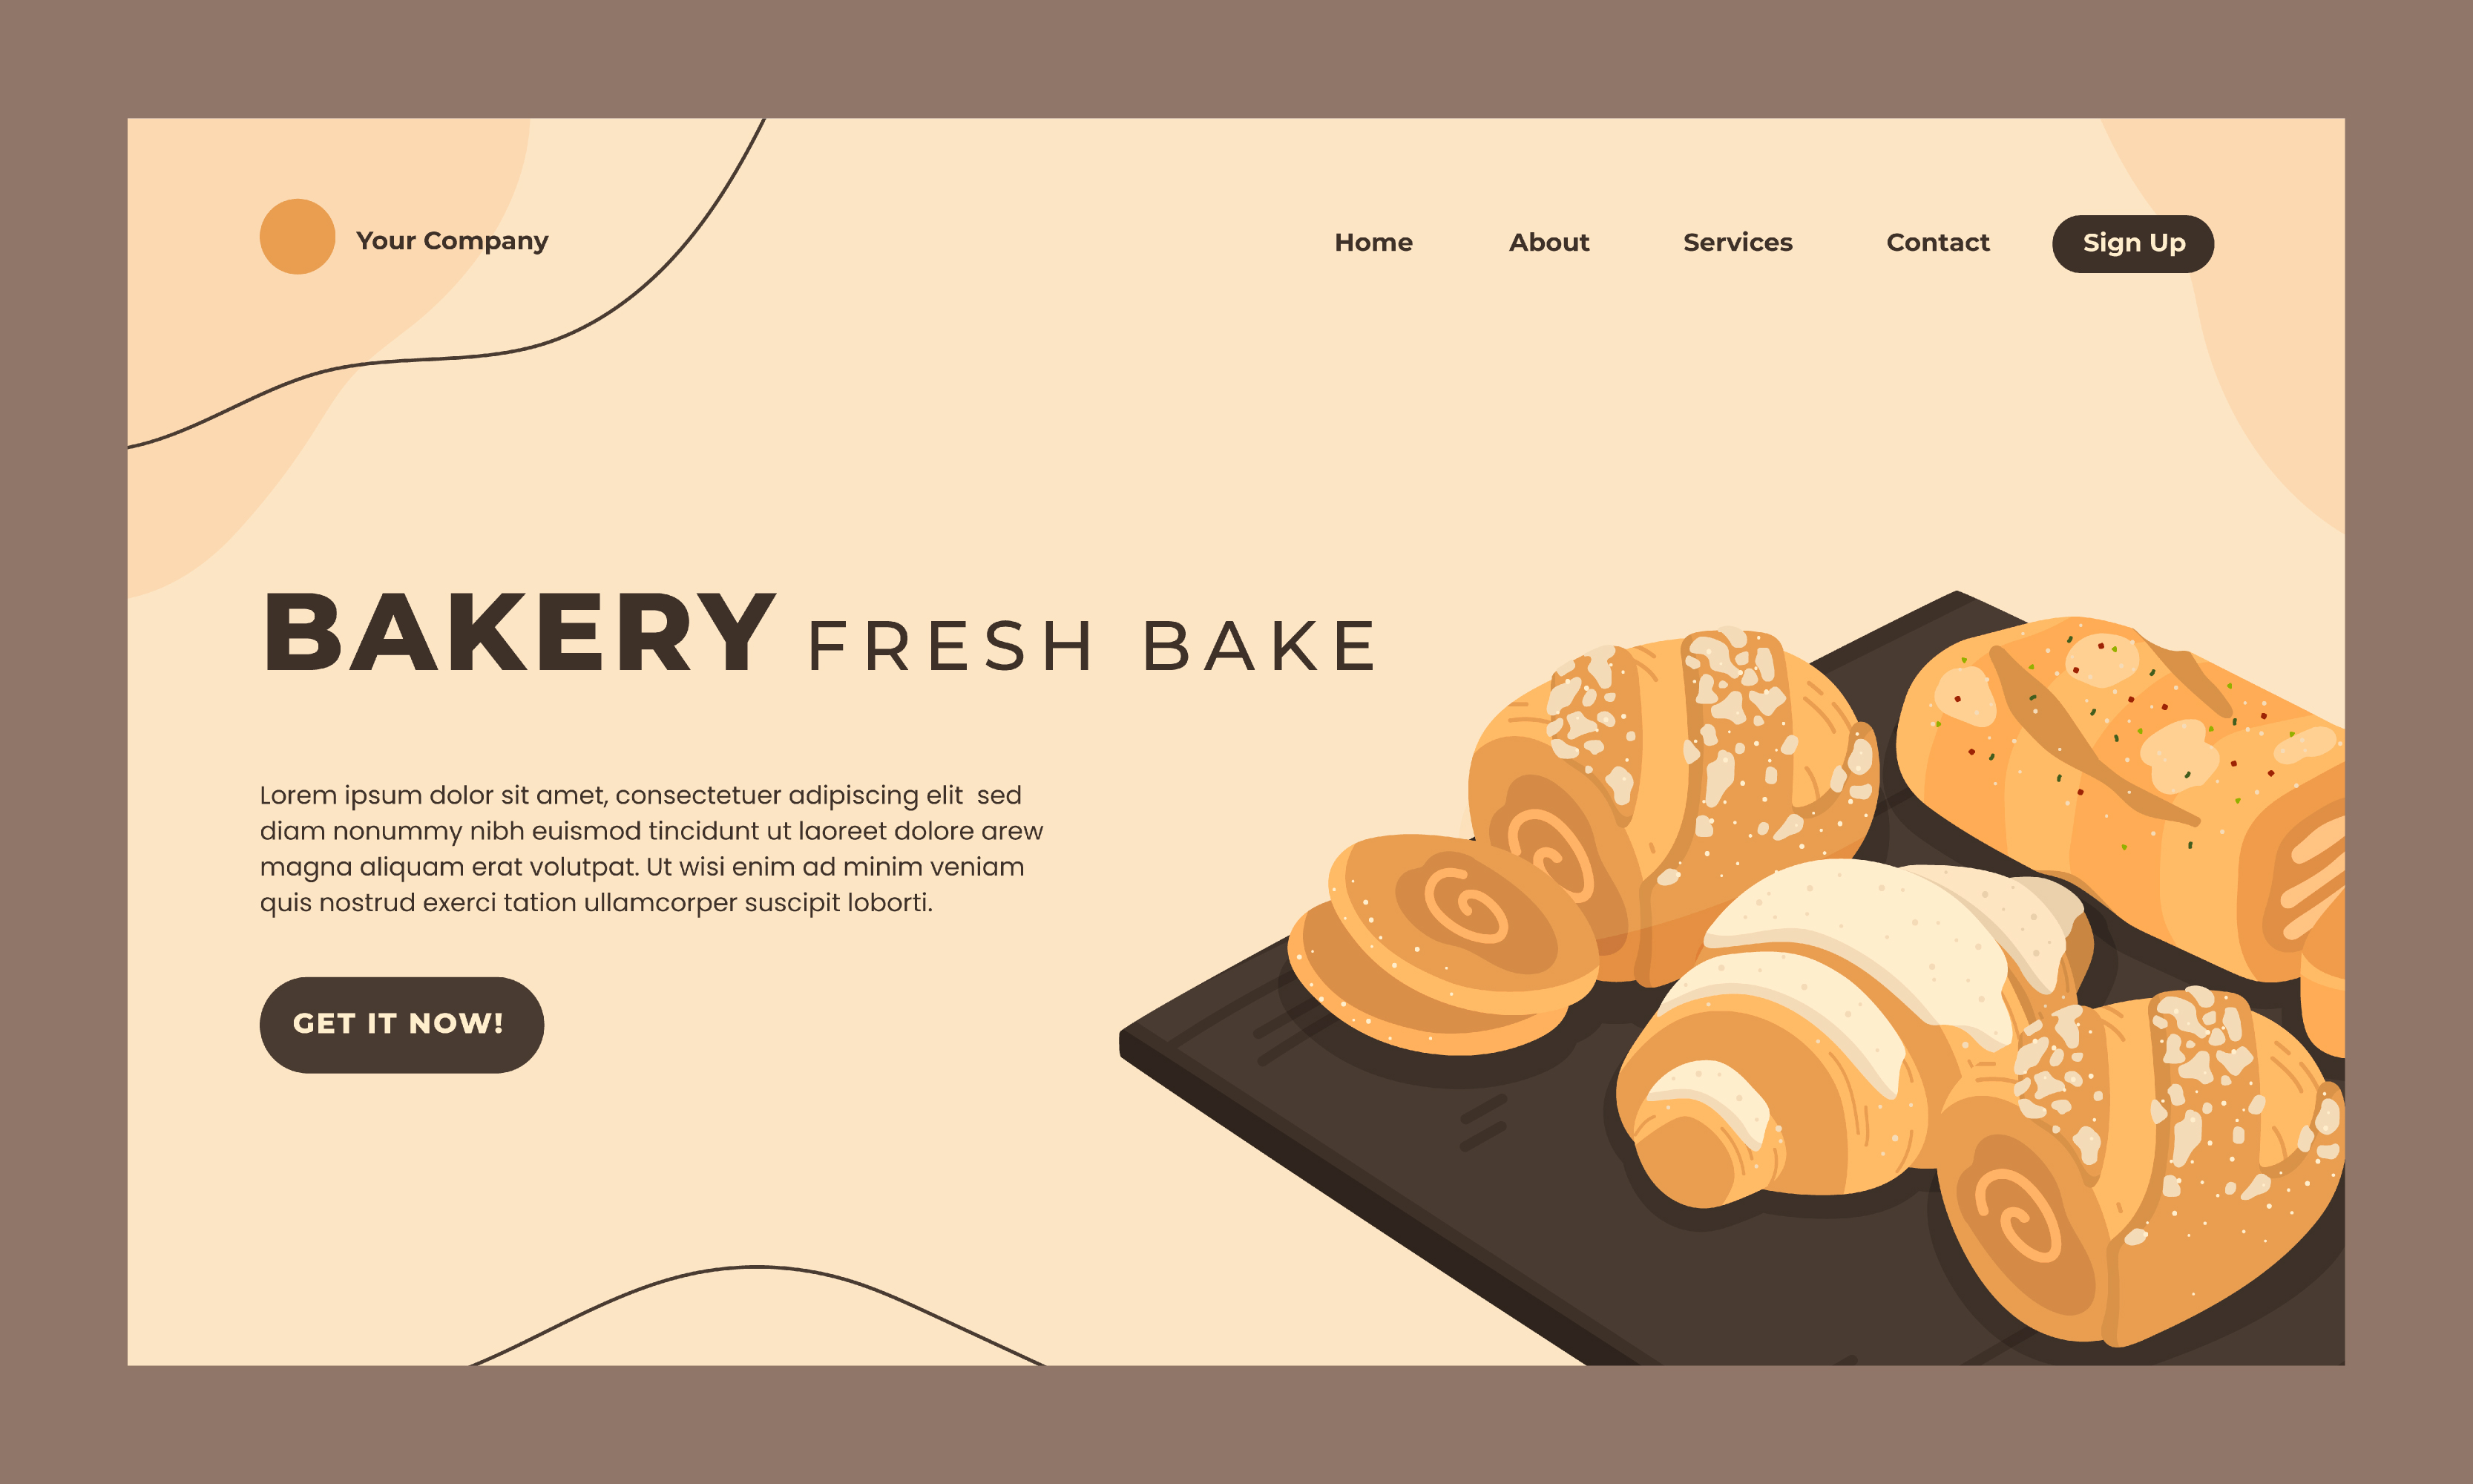 Your Company
Home About Services Contact Sign Up
BAKERY FRESH BAKE
Lorem ipsum dolor sit amet, consectetuer adipiscing elit  sed
diam nonummy nibh euismod tincidunt ut laoreet dolore arew
magna aliquam erat volutpat. Ut wisi enim ad minim veniam
quis nostrud exerci tation ullamcorper suscipit loborti.
GET IT NOW!